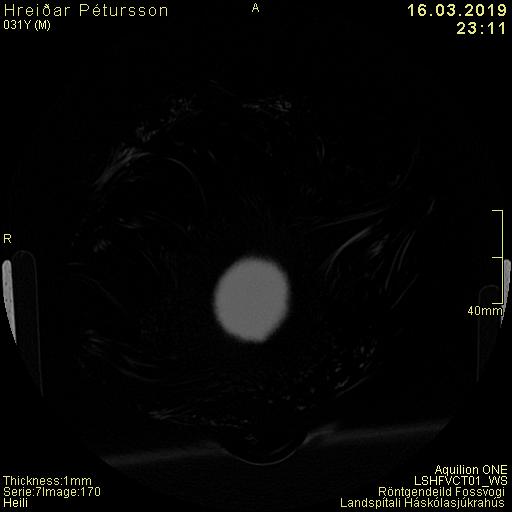 Hreiðar Pétursson
031Y (M)
A
16.03.2019
23:11
R
40mm
Thickness:1mm
Serie:7Image:170
Heili
Aquilion ONE
LSHFVCT01_WS
Röntgendeild Fossvogi
Landspítali Háskólasjúkrahús